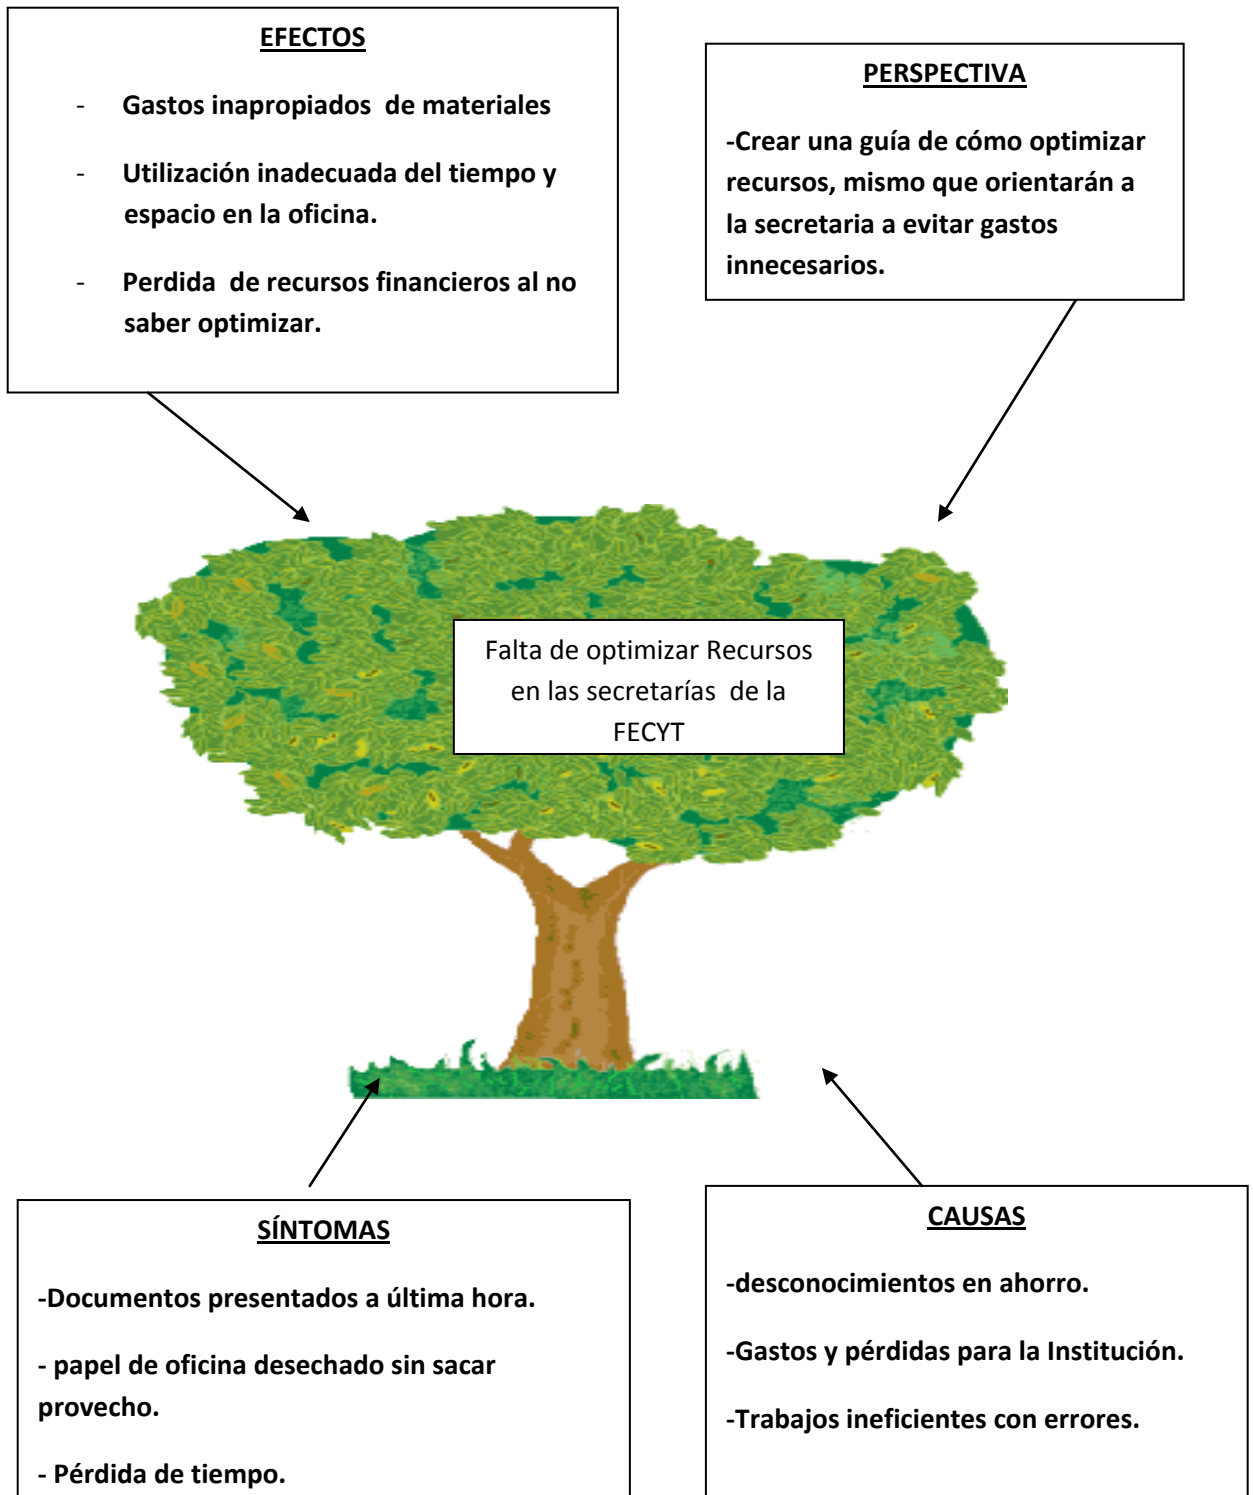 EFECTOS
- Gastos inapropiados de materiales
- Utilización inadecuada del tiempo y
espacio en la oficina.
- Perdida de recursos financieros al no
saber optimizar.
PERSPECTIVA
-Crear una guía de cómo optimizar
recursos, mismo que orientarán a
la secretaria a evitar gastos
innecesarios.
Falta de optimizar Recursos
en las secretarías de la
FECYT
SÍNTOMAS
-Documentos presentados a última hora.
- papel de oficina desechado sin sacar
provecho.
- Pérdida de tiempo.
CAUSAS
-desconocimientos en ahorro.
-Gastos y pérdidas para la Institución.
-Trabajos ineficientes con errores.